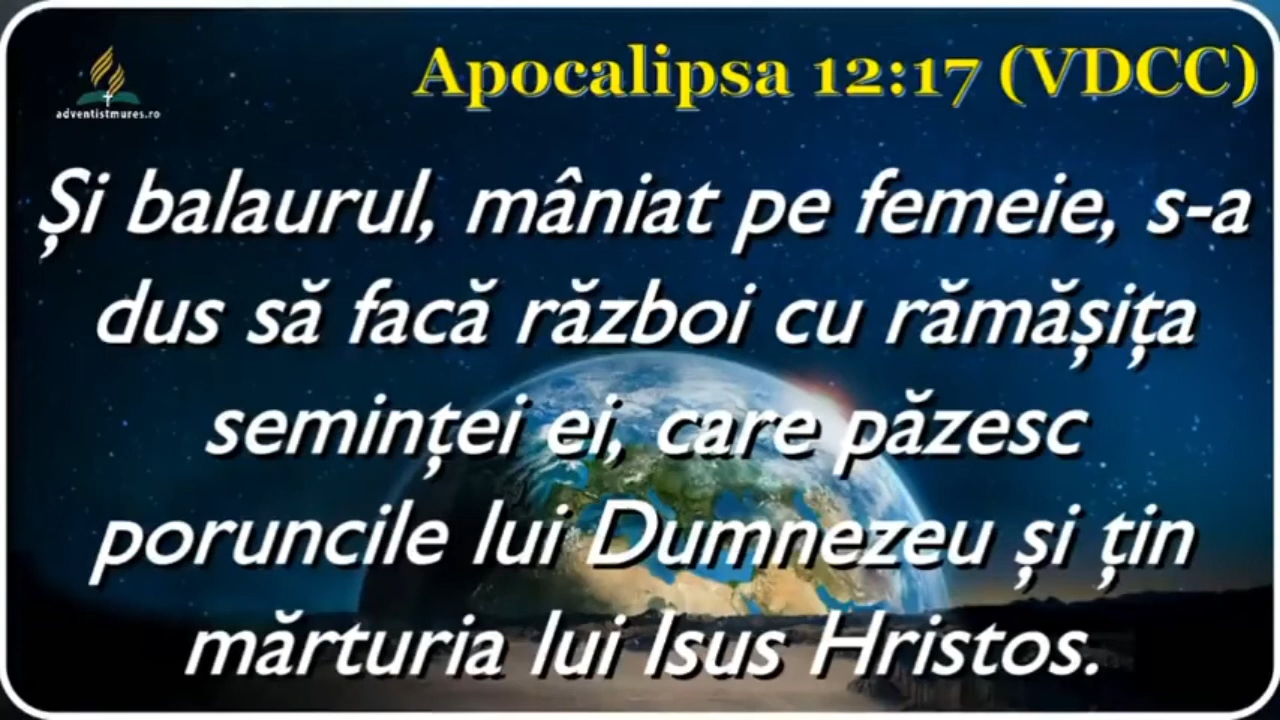 Apocalipsa 12:17 (VDCC)
adventistmures.ro
Și balaurul, mâniat pe femeie, s-a
dus să facă război cu rămășița
seminței ei, care păzesc
poruncile lui Dumnezeu și țin
mărturia lui Isus Hristos.